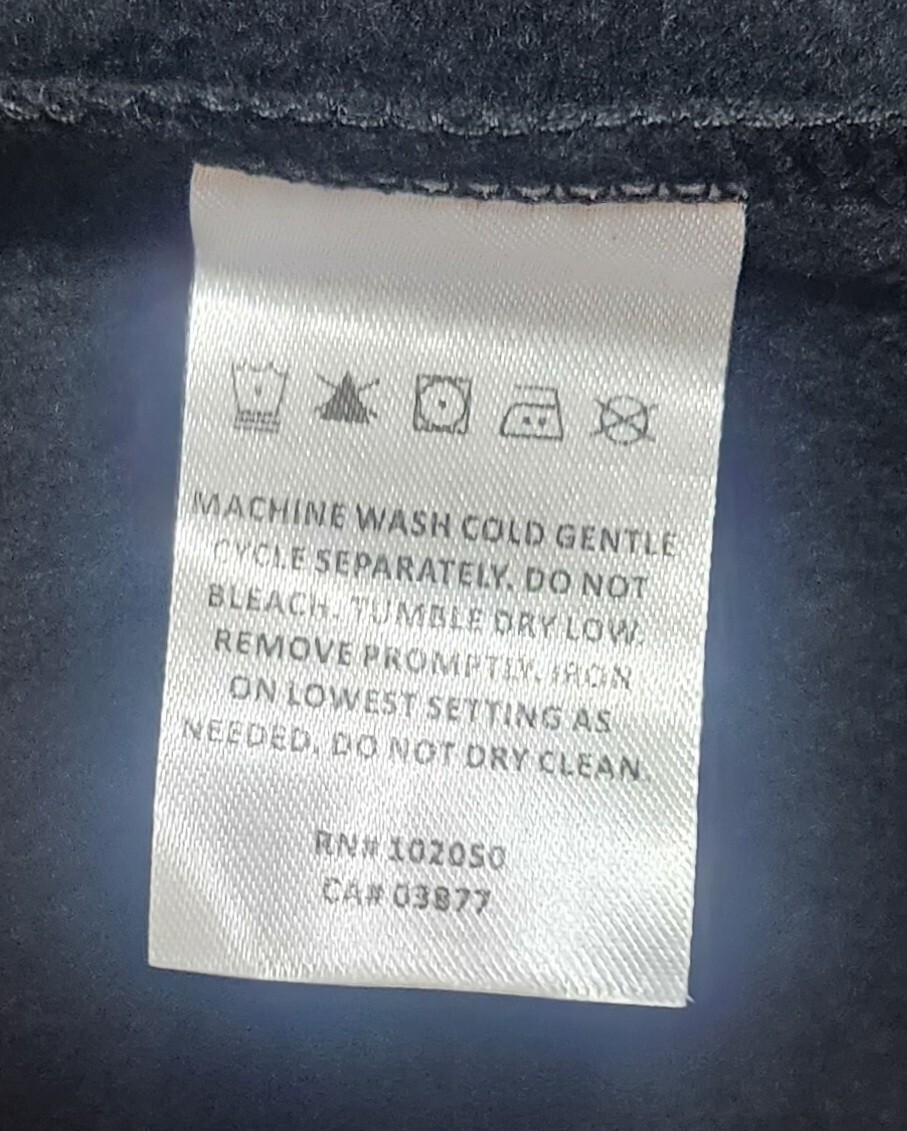 MACHINE WASH COLD GENTLE
CYCLE SEPARATELY. DO NOT
BLEACH. TUMBLE DRY LOW.
REMOVE PROMPTLY. IRON
ON LOWEST SETTING AS
NEEDED. DO NOT DRY CLEAN.
RN# 102050
CA# 03877